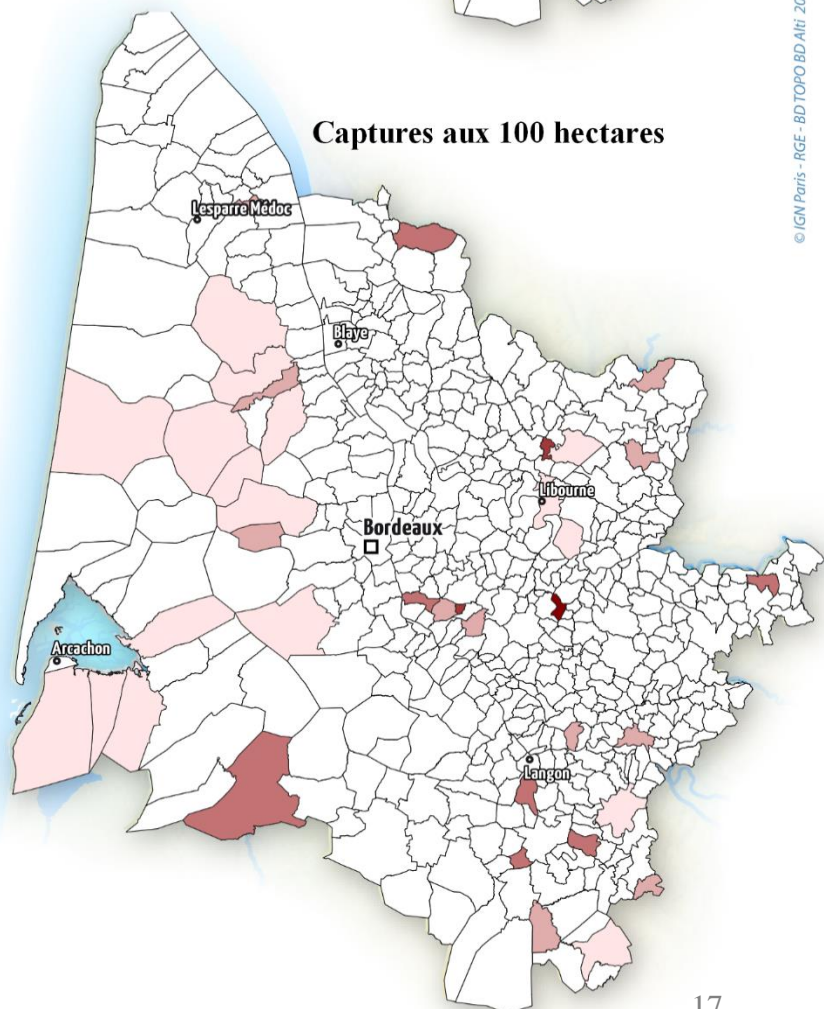 Captures aux 100 hectares
© IGN Paris - RGE - BD TOPO BD Alti
Lesparre Médoc
Blaye
Libourne
Bordeaux
Arcachon
Langon
17